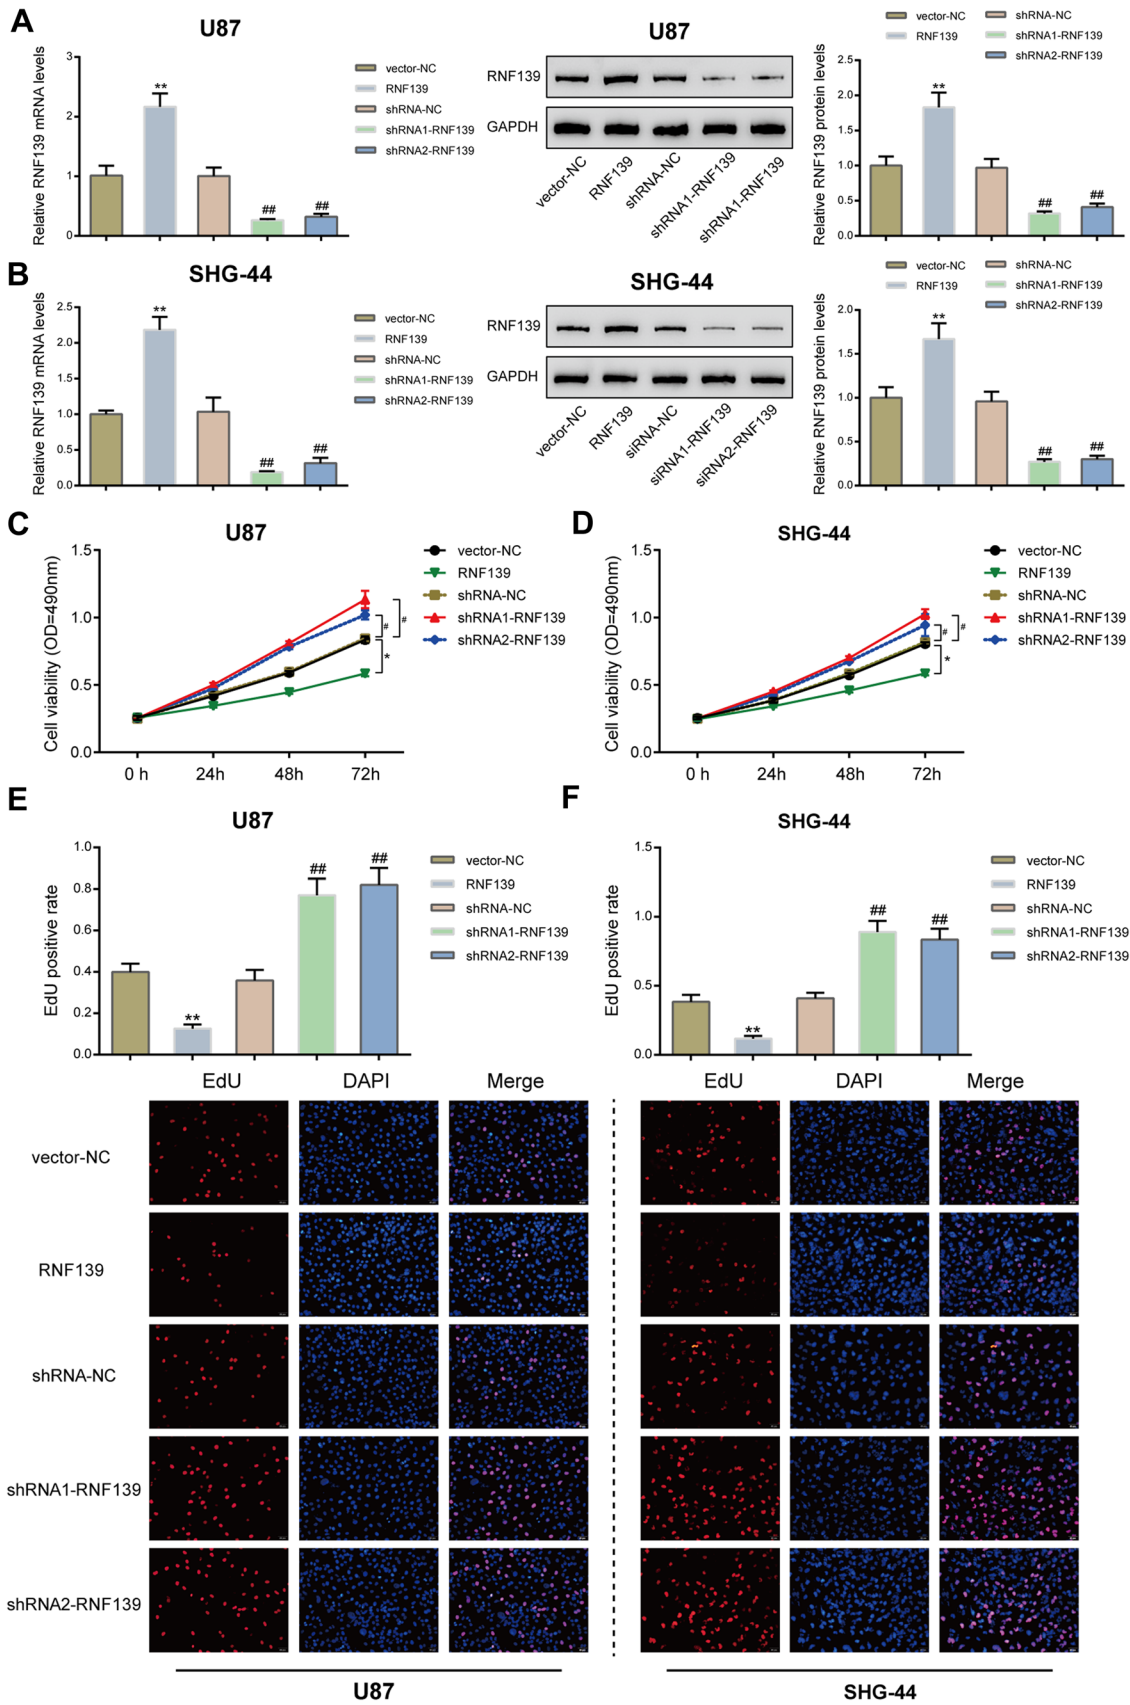 A
U87
Relative RNF139 mRNA levels
3
2
1
0
**
##
##
vector-NC
RNF139
shRNA-NC
shRNA1-RNF139
shRNA2-RNF139
U87
RNF139
GAPDH
vector-NC
RNF139
shRNA-NC
shRNA1-RNF139
shRNA1-RNF139
vector-NC
RNF139
shRNA-NC
shRNA1-RNF139
shRNA2-RNF139
Relative RNF139 protein levels
2.5
2.0
1.5
1.0
0.5
0.0
**
##
##
B
SHG-44
Relative RNF139 mRNA levels
2.5
2.0
1.5
1.0
0.5
0.0
**
##
##
vector-NC
RNF139
shRNA-NC
shRNA1-RNF139
shRNA2-RNF139
SHG-44
RNF139
GAPDH
vector-NC
RNF139
siRNA-NC
siRNA1-RNF139
siRNA2-RNF139
vector-NC
RNF139
shRNA-NC
shRNA1-RNF139
shRNA2-RNF139
Relative RNF139 protein levels
2.0
1.5
1.0
0.5
0.0
**
##
##
C
U87
Cell viability (OD=490nm)
1.5
1.0
0.5
0.0
0 h
24h
48h
72h
#
#
*
vector-NC
RNF139
shRNA-NC
shRNA1-RNF139
shRNA2-RNF139
D
SHG-44
Cell viability (OD=490nm)
1.5
1.0
0.5
0.0
0 h
24h
48h
72h
#
#
*
vector-NC
RNF139
shRNA-NC
shRNA1-RNF139
shRNA2-RNF139
E
U87
EdU positive rate
1.0
0.8
0.6
0.4
0.2
0.0
**
##
##
vector-NC
RNF139
shRNA-NC
shRNA1-RNF139
shRNA2-RNF139
F
SHG-44
EdU positive rate
1.5
1.0
0.5
0.0
**
##
##
vector-NC
RNF139
shRNA-NC
shRNA1-RNF139
shRNA2-RNF139
EdU
DAPI
Merge
EdU
DAPI
Merge
vector-NC
RNF139
shRNA-NC
shRNA1-RNF139
shRNA2-RNF139
U87
SHG-44